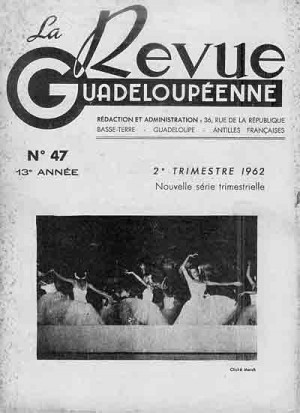 La Revue
GUADELOUPÉENNE
RÉDACTION ET ADMINISTRATION : 36, RUE DE LA RÉPUBLIQUE
BASSE-TERRE - GUADELOUPE - ANTILLES FRANÇAISES
N° 47
13e ANNÉE
2e TRIMESTRE 1962
Nouvelle série trimestrielle
Cliché